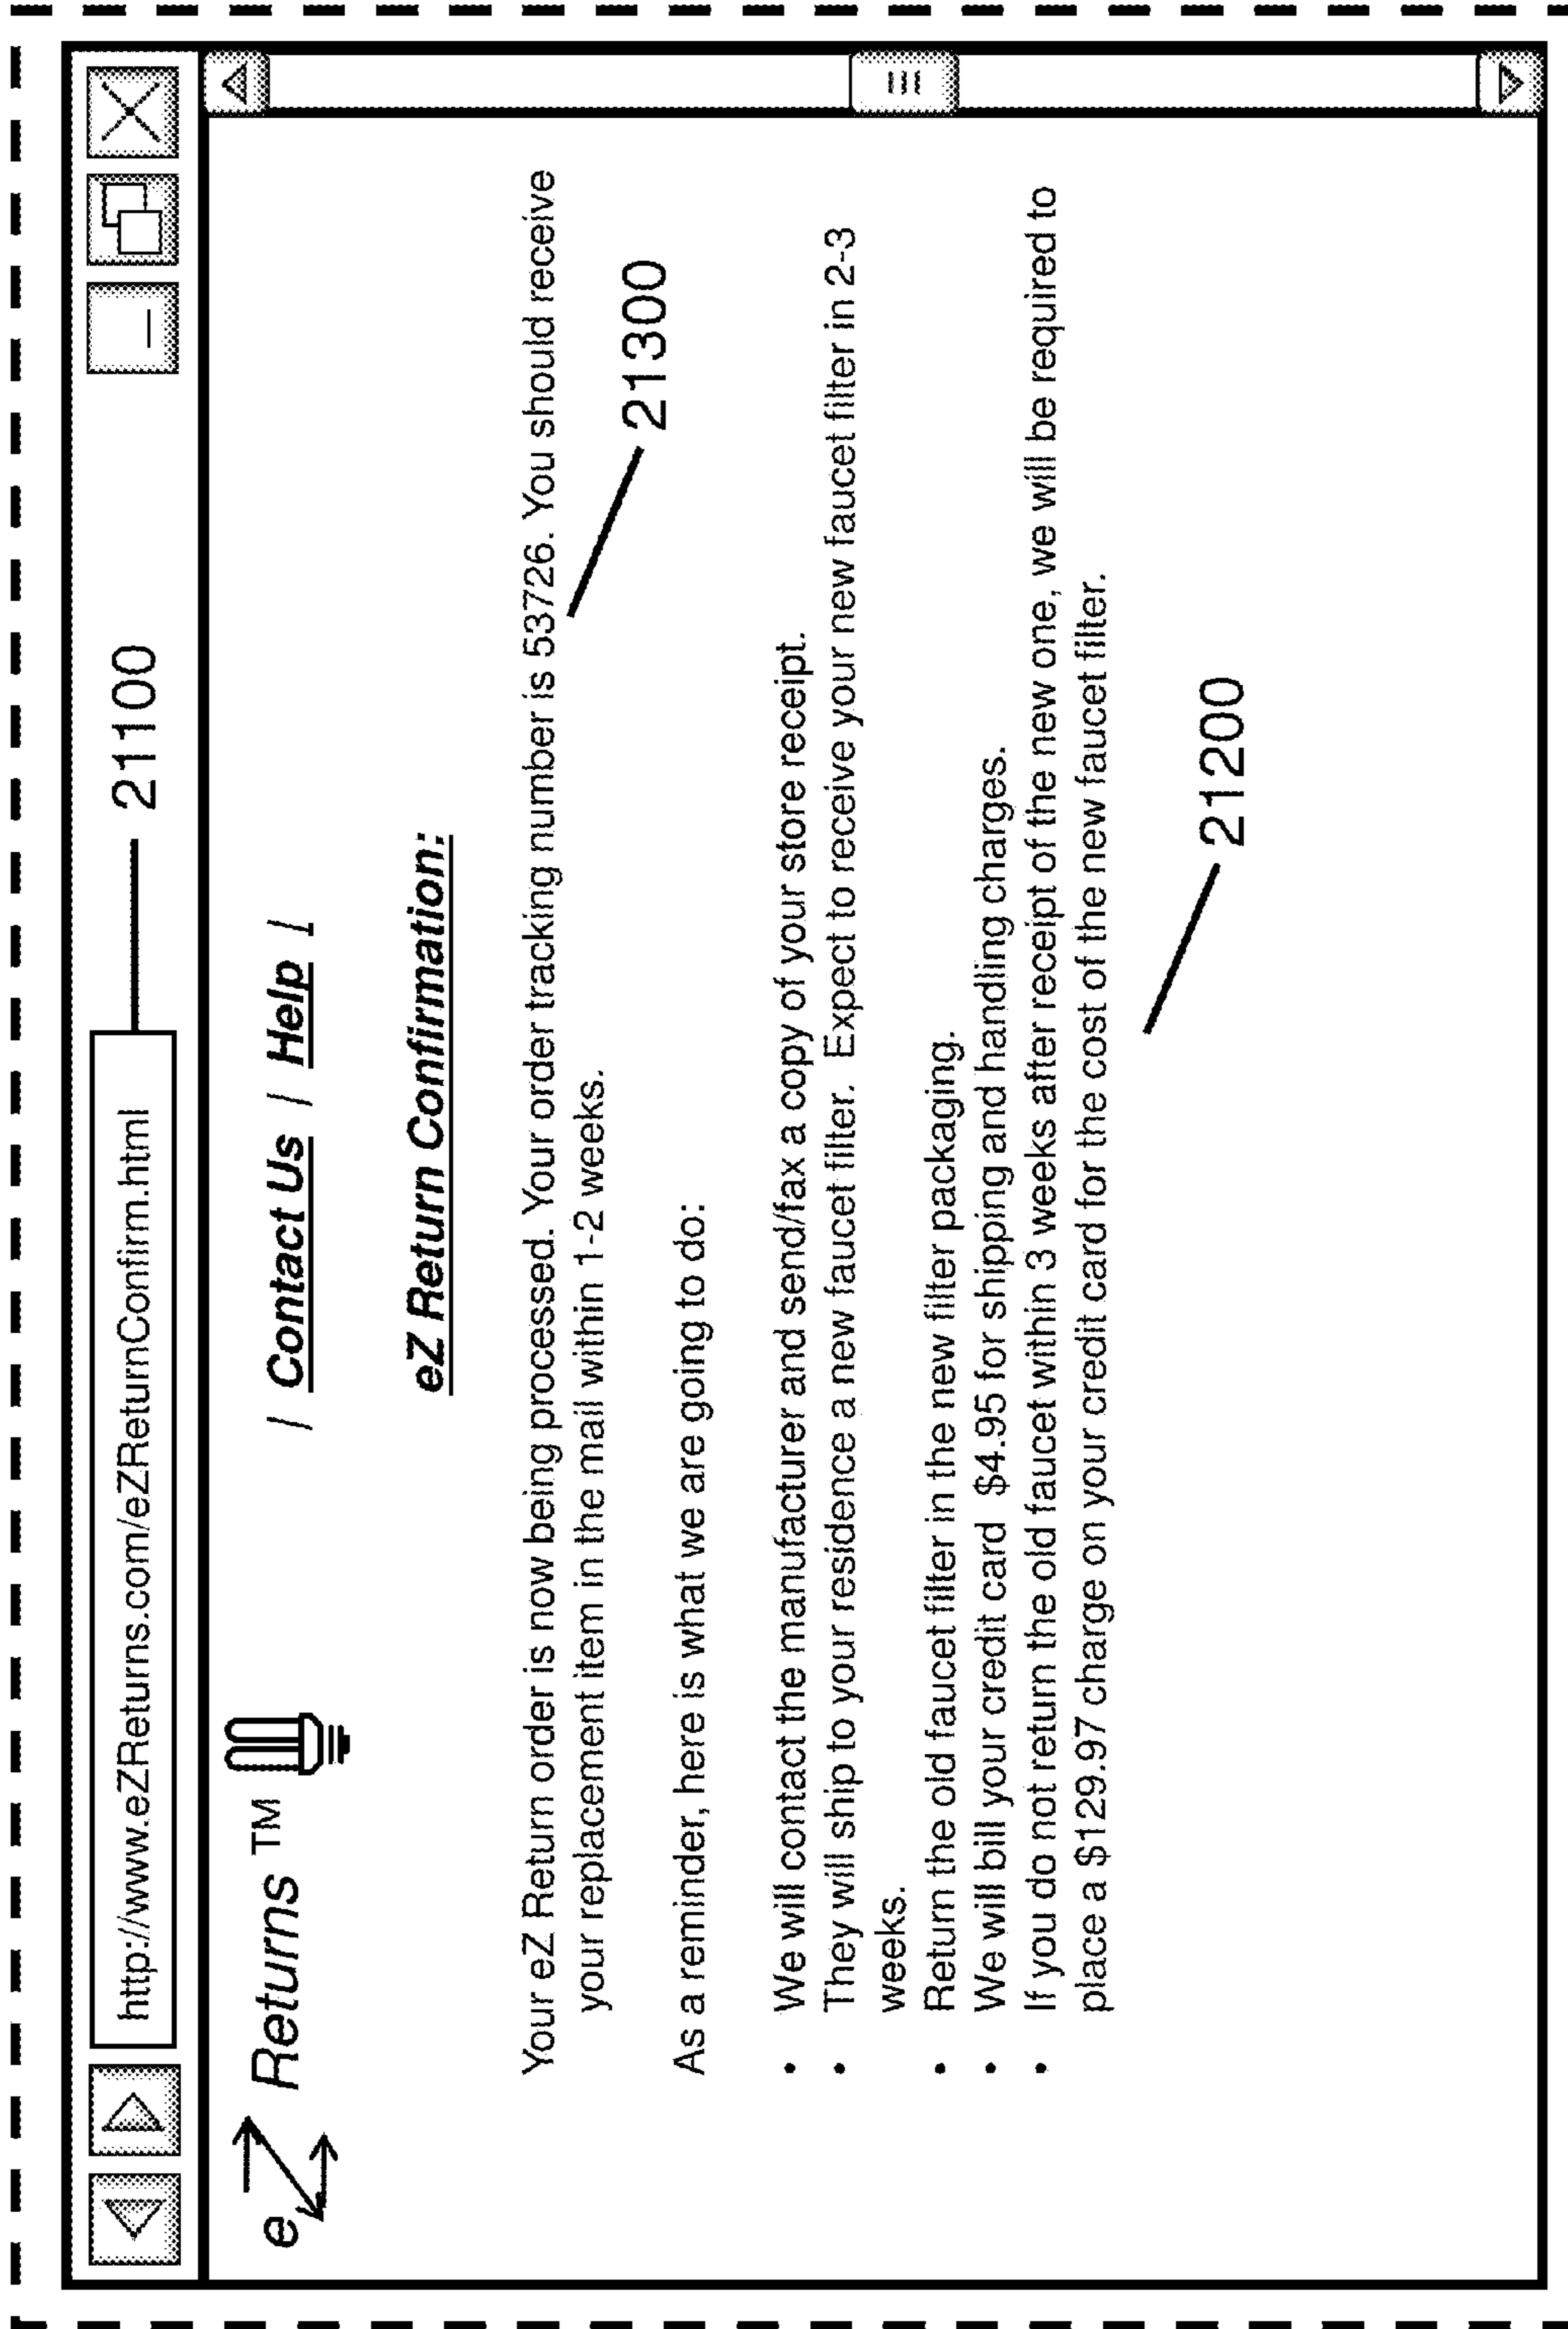 http://www.eZReturns.com/eZReturnConfirm.html
21100
eZ Returns ™
/ Contact Us / Help /
eZ Return Confirmation:
Your eZ Return order is now being processed. Your order tracking number is 53726. You should receive
your replacement item in the mail within 1-2 weeks.
21300
As a reminder, here is what we are going to do:
• We will contact the manufacturer and send/fax a copy of your store receipt.
• They will ship to your residence a new faucet filter. Expect to receive your new faucet filter in 2-3
weeks.
• Return the old faucet filter in the new filter packaging.
• We will bill your credit card $4.95 for shipping and handling charges.
• If you do not return the old faucet within 3 weeks after receipt of the new one, we will be required to
place a $129.97 charge on your credit card for the cost of the new faucet filter.
21200